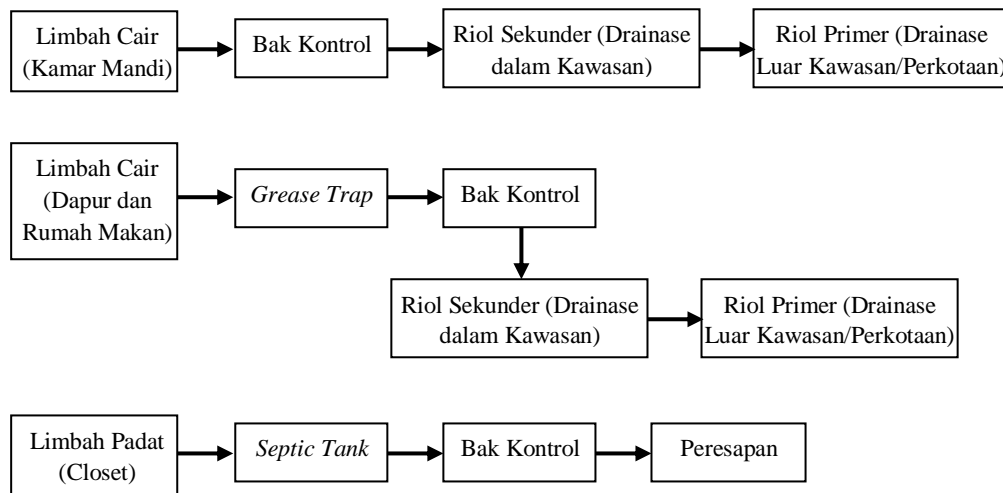 Limbah Cair
(Kamar Mandi)
Bak Kontrol
Riol Sekunder (Drainase
dalam Kawasan)
Riol Primer (Drainase
Luar Kawasan/Perkotaan)
Limbah Cair
(Dapur dan
Rumah Makan)
Grease Trap
Bak Kontrol
Riol Sekunder (Drainase
dalam Kawasan)
Riol Primer (Drainase
Luar Kawasan/Perkotaan)
Limbah Padat
(Closet)
Septic Tank
Bak Kontrol
Peresapan